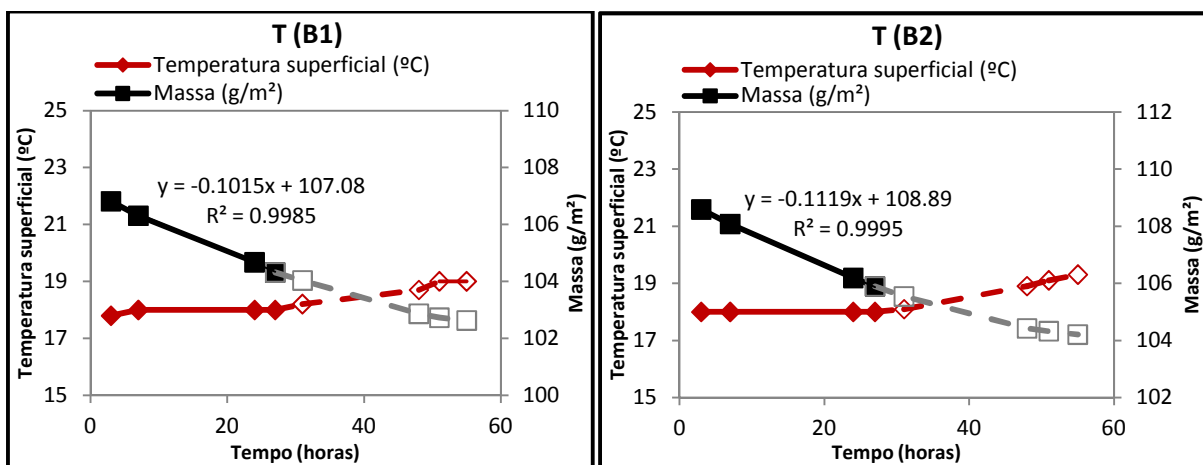 T (B1)
Temperatura superficial (ºC)
Massa (g/m²)
25
23
21
19
17
15
Temperatura superficial (ºC)
110
108
106
104
102
100
Massa (g/m²)
y = -0.1015x + 107.08
R² = 0.9985
0
20
40
60
Tempo (horas)
T (B2)
Temperatura superficial (ºC)
Massa (g/m²)
25
23
21
19
17
15
Temperatura superficial (ºC)
112
110
108
106
104
102
Massa (g/m²)
y = -0.1119x + 108.89
R² = 0.9995
0
20
40
60
Tempo (horas)